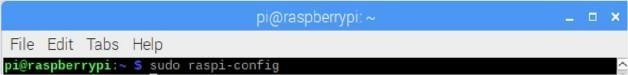 pi@raspberrypi: ~
File Edit Tabs Help
pi@raspberrypi:~ $ sudo raspi-config